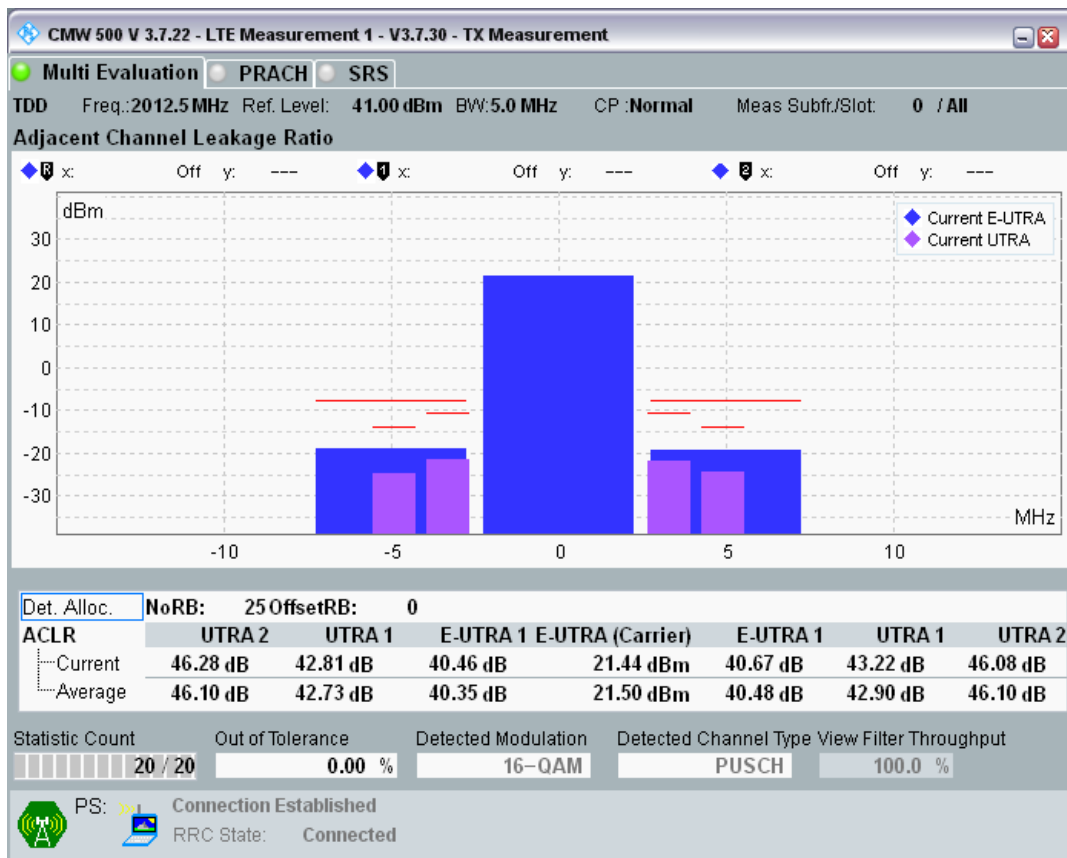 CMW 500 V 3.7.22 - LTE Measurement 1 - V3.7.30 - TX Measurement
Multi Evaluation PRACH SRS
TDD Freq.:2012.5 MHz Ref. Level: 41.00 dBm BW:5.0 MHz CP :Normal Meas Subfr./Slot: 0 / All
Adjacent Channel Leakage Ratio
R x: Off y: --- 1 x: Off y: --- 2 x: Off y: ---
dBm
Current E-UTRA
Current UTRA
30
20
10
0
-10
-20
-30
MHz
-10 -5 0 5 10
Det. Alloc. NoRB: 25 OffsetRB: 0
ACLR UTRA 2 UTRA 1 E-UTRA 1 E-UTRA (Carrier) E-UTRA 1 UTRA 1 UTRA 2
Current 46.28 dB 42.81 dB 40.46 dB 21.44 dBm 40.67 dB 43.22 dB 46.08 dB
Average 46.10 dB 42.73 dB 40.35 dB 21.50 dBm 40.48 dB 42.90 dB 46.10 dB
Statistic Count Out of Tolerance Detected Modulation Detected Channel Type View Filter Throughput
20 / 20 0.00 % 16-QAM PUSCH 100.0 %
PS: Connection Established
RRC State: Connected